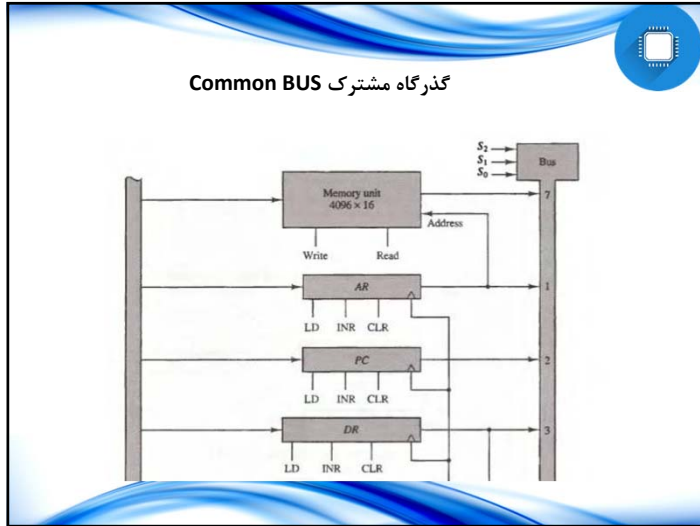 گذرگاه مشترک Common BUS
S₂
S₁
S₀
Bus
Memory unit
4096 × 16
7
Address
Write Read
AR
1
LD INR CLR
PC
2
LD INR CLR
DR
3
LD INR CLR